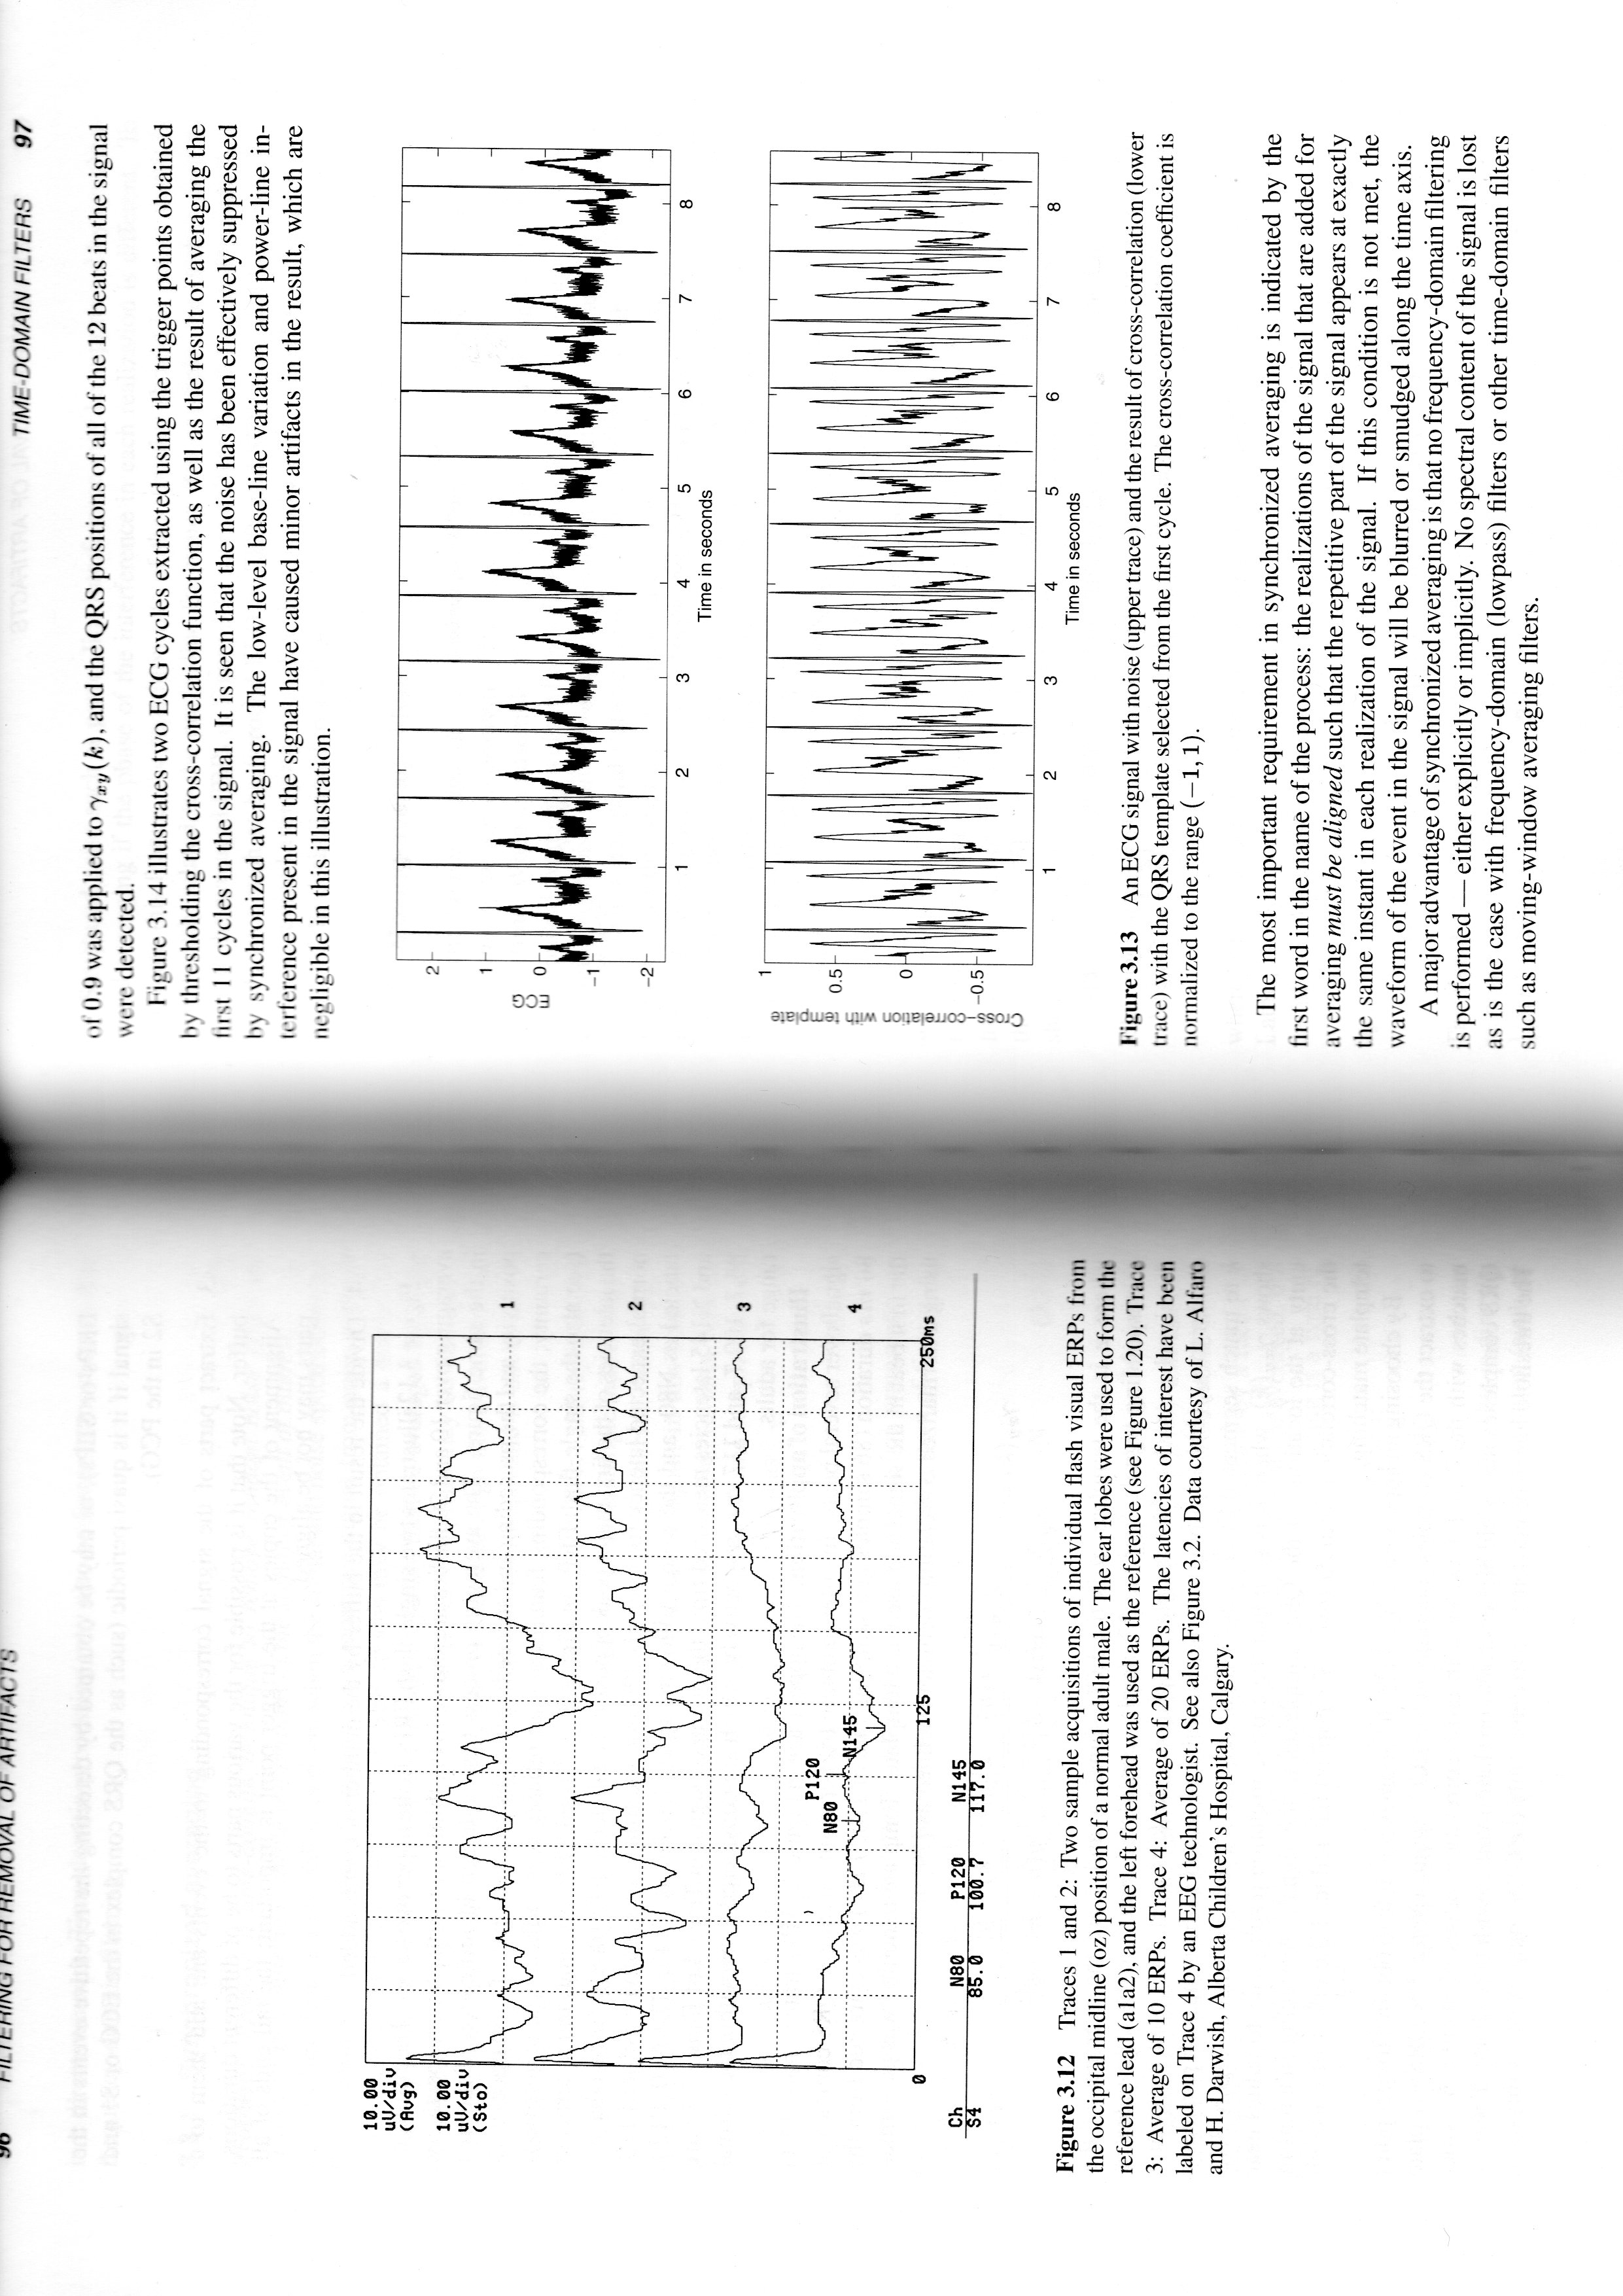 96 FILTERING FOR REMOVAL OF ARTIFACTS
10.00
uV/div
(Avg)
10.00
uV/div
(Sto)
1
2
3
4
N80
P120
N145
0
125
250ms
Ch N80 P120 N145
S4 85.0 100.7 117.0
Figure 3.12 Traces 1 and 2: Two sample acquisitions of individual flash visual ERPs from
the occipital midline (oz) position of a normal adult male. The ear lobes were used to form the
reference lead (a1a2), and the left forehead was used as the reference (see Figure 1.20). Trace
3: Average of 10 ERPs. Trace 4: Average of 20 ERPs. The latencies of interest have been
labeled on Trace 4 by an EEG technologist. See also Figure 3.2. Data courtesy of L. Alfaro
and H. Darwish, Alberta Children's Hospital, Calgary.
TIME-DOMAIN FILTERS 97
of 0.9 was applied to γxy(k), and the QRS positions of all of the 12 beats in the signal
were detected.
Figure 3.14 illustrates two ECG cycles extracted using the trigger points obtained
by thresholding the cross-correlation function, as well as the result of averaging the
first 11 cycles in the signal. It is seen that the noise has been effectively suppressed
by synchronized averaging. The low-level base-line variation and power-line in-
terference present in the signal have caused minor artifacts in the result, which are
negligible in this illustration.
2
1
0
-1
-2
ECG
1 2 3 4 5 6 7 8
Time in seconds
1
0.5
0
-0.5
Cross-correlation with template
1 2 3 4 5 6 7 8
Time in seconds
Figure 3.13 An ECG signal with noise (upper trace) and the result of cross-correlation (lower
trace) with the QRS template selected from the first cycle. The cross-correlation coefficient is
normalized to the range (−1, 1).
The most important requirement in synchronized averaging is indicated by the
first word in the name of the process: the realizations of the signal that are added for
averaging must be aligned such that the repetitive part of the signal appears at exactly
the same instant in each realization of the signal. If this condition is not met, the
waveform of the event in the signal will be blurred or smudged along the time axis.
A major advantage of synchronized averaging is that no frequency-domain filtering
is performed — either explicitly or implicitly. No spectral content of the signal is lost
as is the case with frequency-domain (lowpass) filters or other time-domain filters
such as moving-window averaging filters.